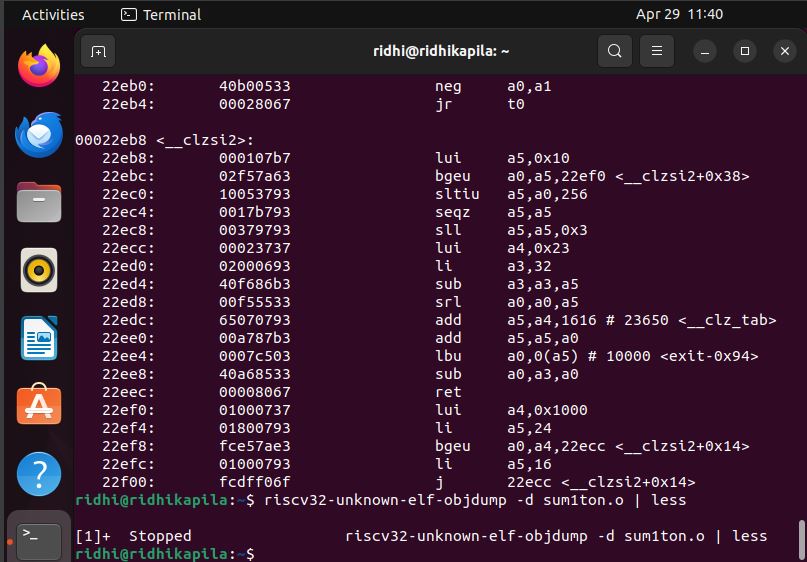 Activities Terminal Apr 29 11:40
ridhi@ridhikapila: ~
22eb0: 40b00533 neg a0,a1
22eb4: 00028067 jr t0
00022eb8 <__clzsi2>:
22eb8: 000107b7 lui a5,0x10
22ebc: 02f57a63 bgeu a0,a5,22ef0 <__clzsi2+0x38>
22ec0: 10053793 sltiu a5,a0,256
22ec4: 0017b793 seqz a5,a5
22ec8: 00379793 sll a5,a5,0x3
22ecc: 00023737 lui a4,0x23
22ed0: 02000693 li a3,32
22ed4: 40f686b3 sub a3,a3,a5
22ed8: 00f55533 srl a0,a0,a5
22edc: 65070793 add a5,a4,1616 # 23650 <__clz_tab>
22ee0: 00a787b3 add a5,a5,a0
22ee4: 0007c503 lbu a0,0(a5) # 10000 <exit-0x94>
22ee8: 40a68533 sub a0,a3,a0
22eec: 00008067 ret
22ef0: 01000737 lui a4,0x1000
22ef4: 01800793 li a5,24
22ef8: fce57ae3 bgeu a0,a4,22ecc <__clzsi2+0x14>
22efc: 01000793 li a5,16
22f00: fcdff06f j 22ecc <__clzsi2+0x14>
ridhi@ridhikapila:~$ riscv32-unknown-elf-objdump -d sum1ton.o | less
[1]+ Stopped riscv32-unknown-elf-objdump -d sum1ton.o | less
ridhi@ridhikapila:~$